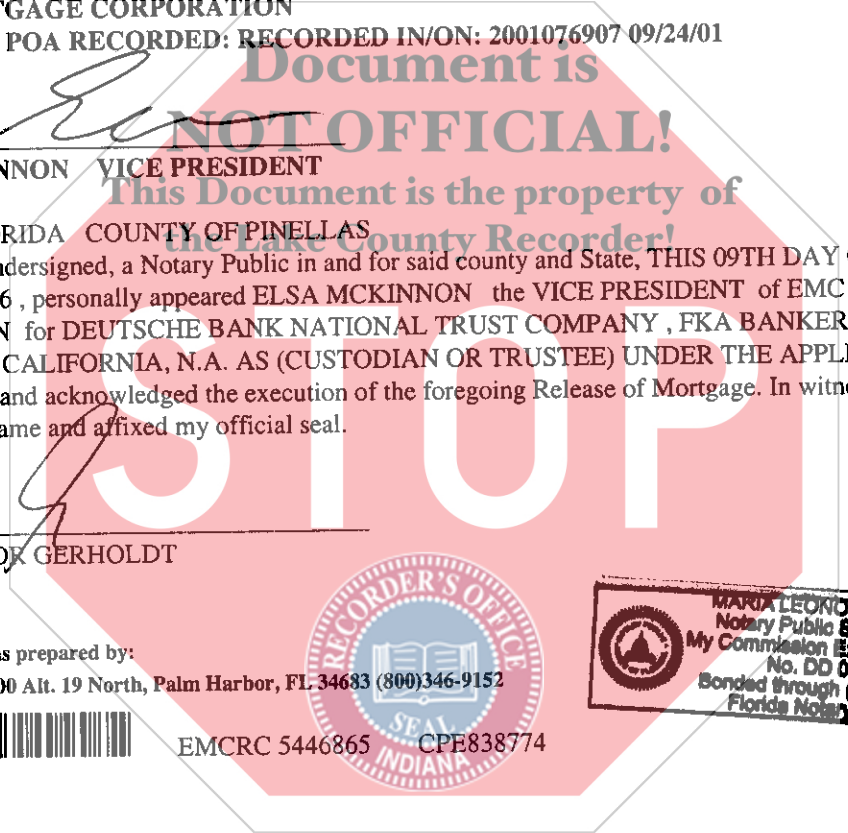 GAGE CORPORATION
POA RECORDED: RECORDED IN/ON: 2001076907 09/24/01
Document is
NOT OFFICIAL!
NNON VICE PRESIDENT
This Document is the property of
the Lake County Recorder!
RIDA COUNTY OF PINELLAS
ndersigned, a Notary Public in and for said county and State, THIS 09TH DAY
6 , personally appeared ELSA MCKINNON the VICE PRESIDENT of EMC
N for DEUTSCHE BANK NATIONAL TRUST COMPANY , FKA BANKER
CALIFORNIA, N.A. AS (CUSTODIAN OR TRUSTEE) UNDER THE APPLI
and acknowledged the execution of the foregoing Release of Mortgage. In witn
ame and affixed my official seal.
STOP
OR GERHOLDT
RECORDER'S OFFICE
SEAL
INDIANA
MARIA LEONO
Notary Public S
My Commission E
No. DD
Bonded through
Florida Notar
s prepared by:
00 Alt. 19 North, Palm Harbor, FL 34683 (800)346-9152
EMCRC 5446865 CPE838774